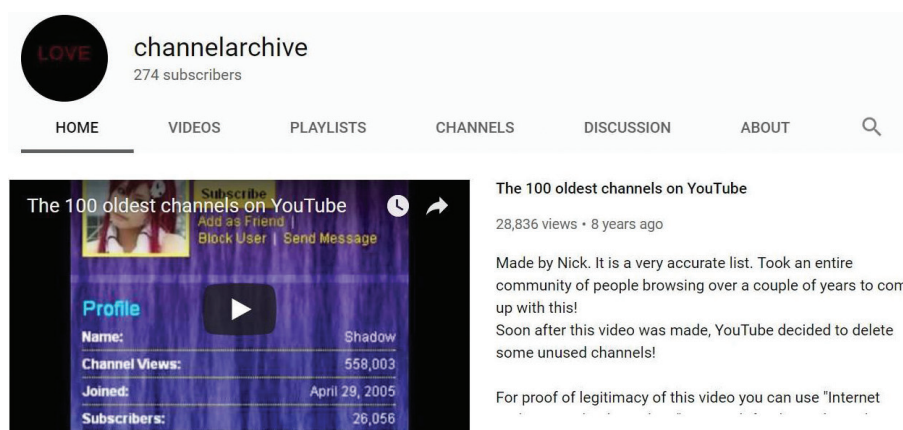 LOVE
channelarchive
274 subscribers
HOME VIDEOS PLAYLISTS CHANNELS DISCUSSION ABOUT
The 100 oldest channels on YouTube
Subscribe
Add as Friend |
Block User | Send Message
Profile
Name: Shadow
Channel Views: 558,003
Joined: April 29, 2005
Subscribers: 26,056
The 100 oldest channels on YouTube
28,836 views • 8 years ago
Made by Nick. It is a very accurate list. Took an entire
community of people browsing over a couple of years to com
up with this!
Soon after this video was made, YouTube decided to delete
some unused channels!
For proof of legitimacy of this video you can use "Internet